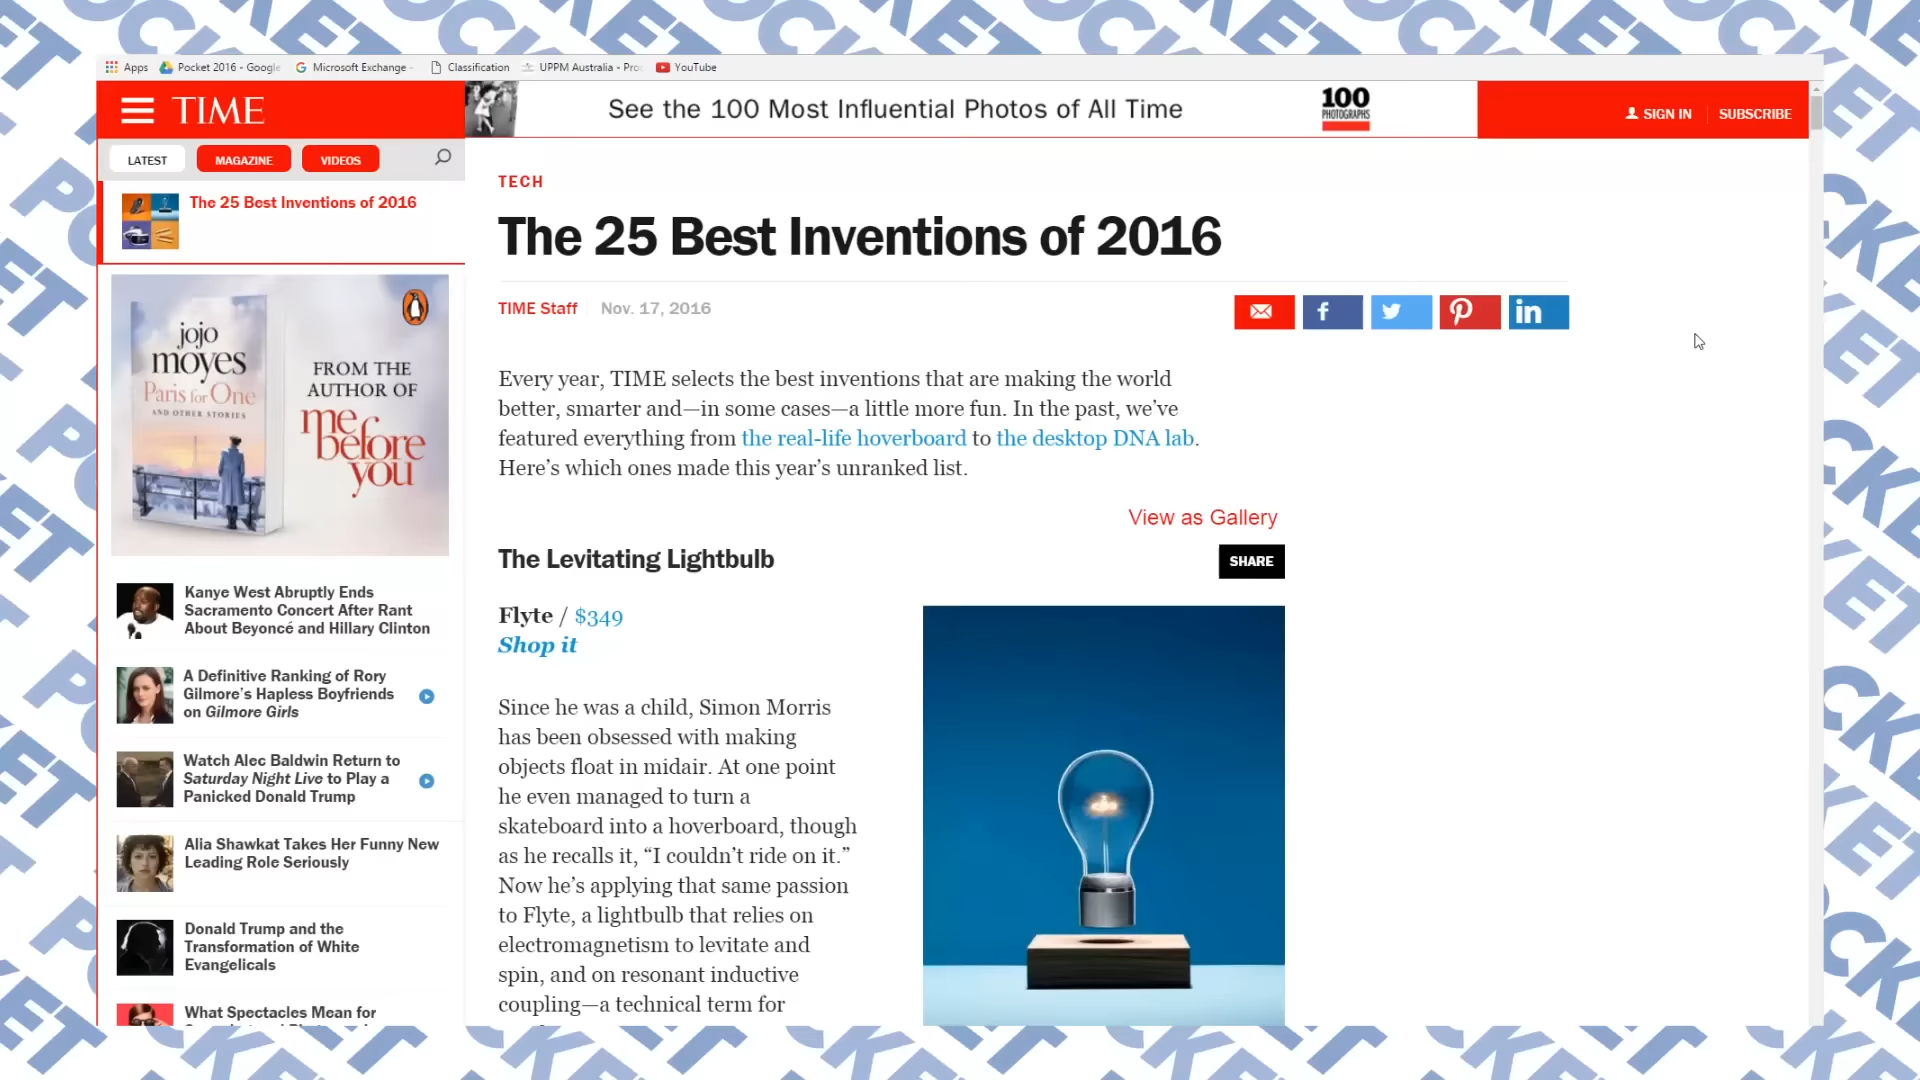 Apps
Pocket 2016 - Google
Microsoft Exchange -
Classification
UPPM Australia - Pro
YouTube
TIME
See the 100 Most Influential Photos of All Time
100
PHOTOGRAPHS
SIGN IN
SUBSCRIBE
LATEST
MAGAZINE
VIDEOS
The 25 Best Inventions of 2016
jojo
moyes
Paris for One
AND OTHER STORIES
FROM THE
AUTHOR OF
me
before
you
Kanye West Abruptly Ends
Sacramento Concert After Rant
About Beyoncé and Hillary Clinton
A Definitive Ranking of Rory
Gilmore's Hapless Boyfriends
on Gilmore Girls
Watch Alec Baldwin Return to
Saturday Night Live to Play a
Panicked Donald Trump
Alia Shawkat Takes Her Funny New
Leading Role Seriously
Donald Trump and the
Transformation of White
Evangelicals
What Spectacles Mean for
TECH
The 25 Best Inventions of 2016
TIME Staff
Nov. 17, 2016
Every year, TIME selects the best inventions that are making the world
better, smarter and—in some cases—a little more fun. In the past, we've
featured everything from the real-life hoverboard to the desktop DNA lab.
Here's which ones made this year's unranked list.
View as Gallery
The Levitating Lightbulb
SHARE
Flyte / $349
Shop it
Since he was a child, Simon Morris
has been obsessed with making
objects float in midair. At one point
he even managed to turn a
skateboard into a hoverboard, though
as he recalls it, “I couldn't ride on it.”
Now he's applying that same passion
to Flyte, a lightbulb that relies on
electromagnetism to levitate and
spin, and on resonant inductive
coupling—a technical term for
POCKET